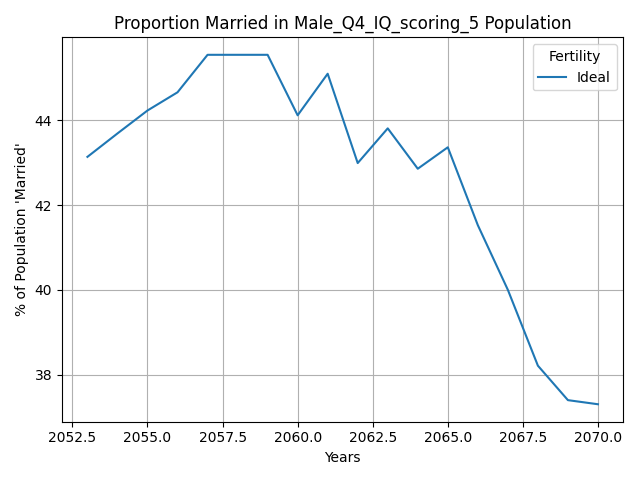 Proportion Married in Male_Q4_IQ_scoring_5 Population
Fertility
Ideal
% of Population 'Married'
44
42
40
38
2052.5 2055.0 2057.5 2060.0 2062.5 2065.0 2067.5 2070.0
Years